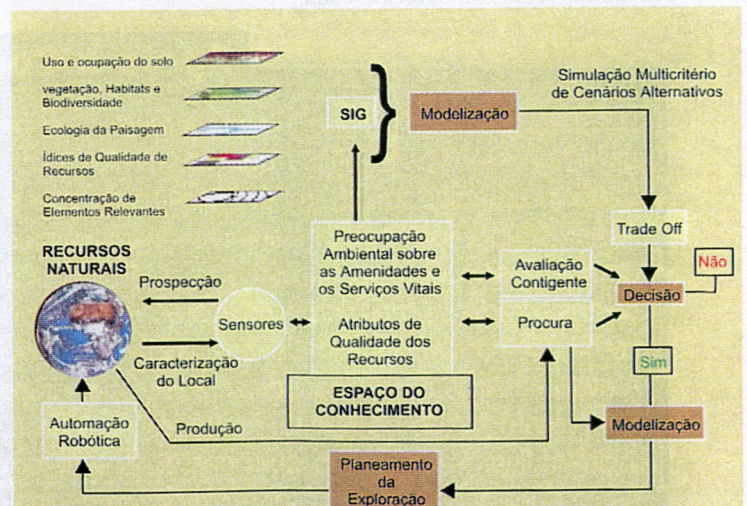 Uso e ocupação do solo
vegetação, Habitats e
Biodiversidade
Ecologia da Paisagem
Ídices de Qualidade de
Recursos
Concentração de
Elementos Relevantes
SIG
Modelização
Simulação Multicritério
de Cenários Alternativos
Trade Off
Não
Decisão
Sim
Modelização
RECURSOS
NATURAIS
Prospecção
Sensores
Caracterização
do Local
Preocupação
Ambiental sobre
as Amenidades e
os Serviços Vitais
Atributos de
Qualidade dos
Recursos
ESPAÇO DO
CONHECIMENTO
Avaliação
Contigente
Procura
Automação
Robótica
Produção
Planeamento
da
Exploração